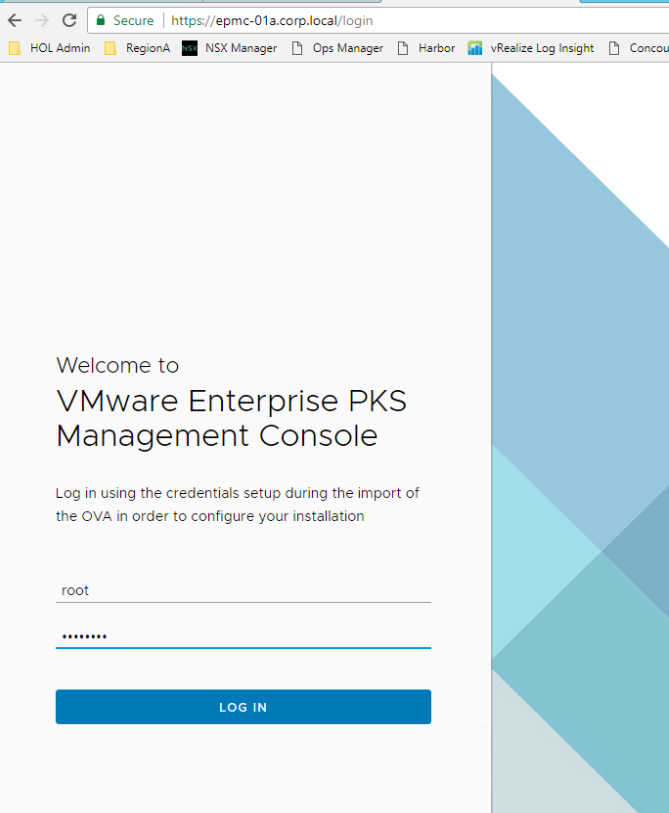 Secure https://epmc-01a.corp.local/login
HOL Admin RegionA NSX NSX Manager Ops Manager Harbor vRealize Log Insight Concou
Welcome to
VMware Enterprise PKS
Management Console
Log in using the credentials setup during the import of
the OVA in order to configure your installation
root
••••••••
LOG IN